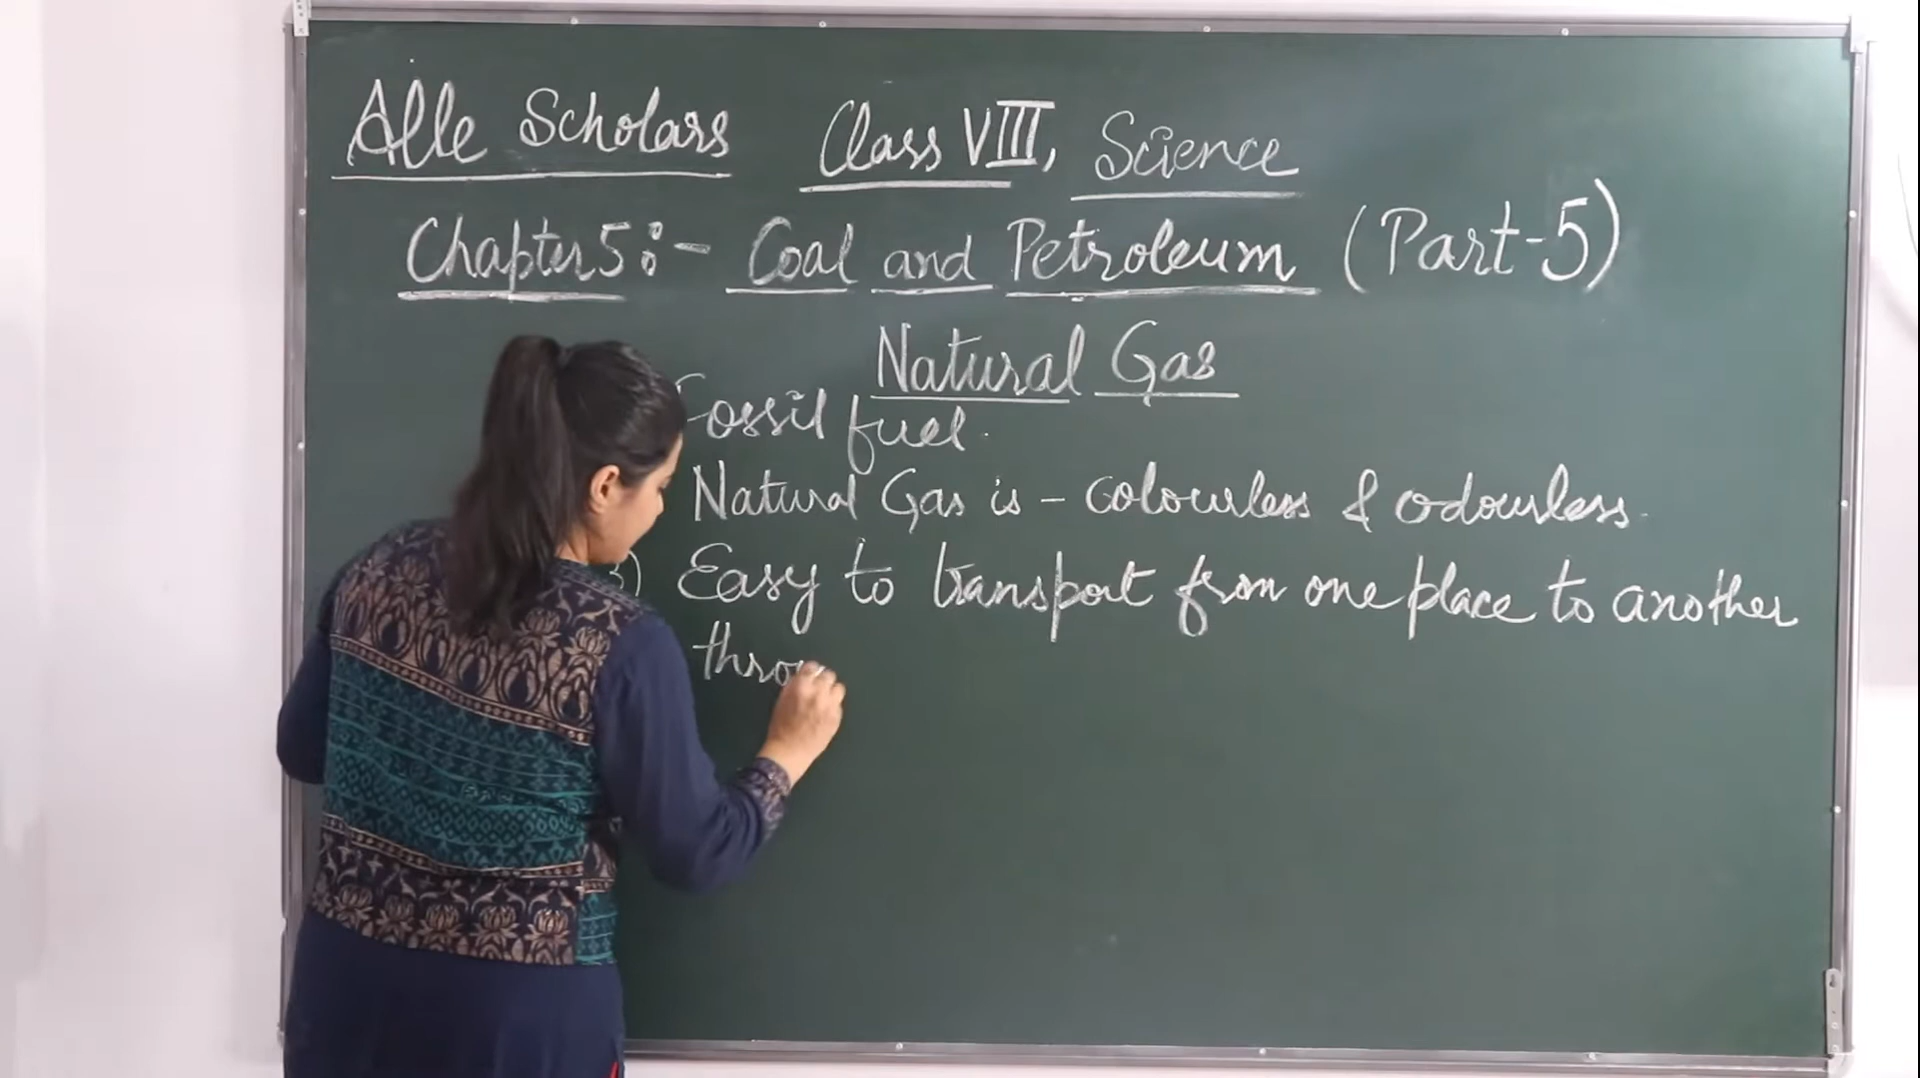 Alle Scholars Class VIII, Science
Chapter 5:- Coal and Petroleum (Part-5)
Natural Gas
Fossil fuel.
Natural Gas is - colourless & odourless.
3) Easy to transport from one place to another